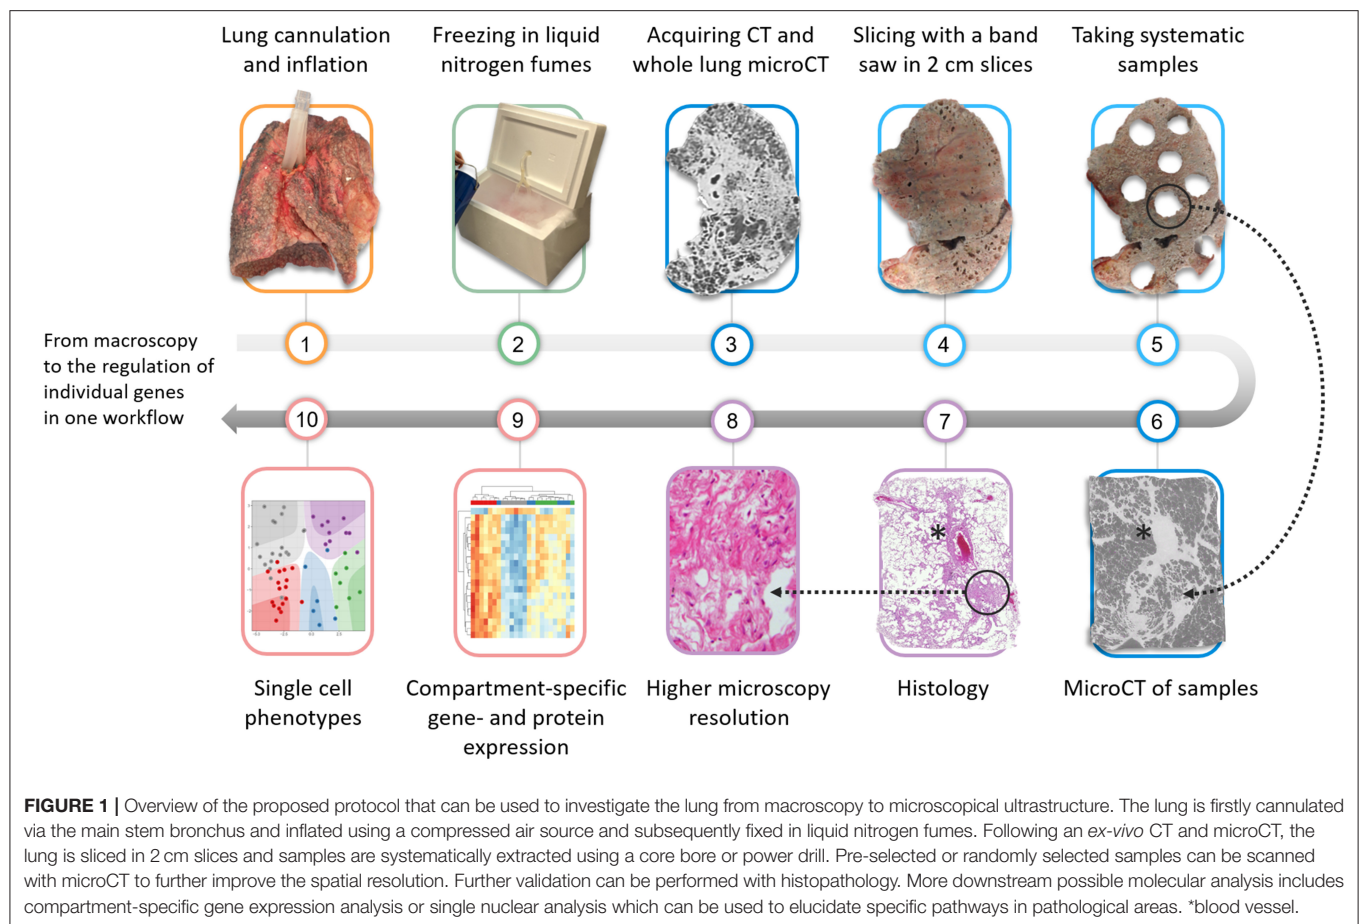 Lung cannulation
and inflation
Freezing in liquid
nitrogen fumes
Acquiring CT and
whole lung microCT
Slicing with a band
saw in 2 cm slices
Taking systematic
samples
From macroscopy
to the regulation of
individual genes
in one workflow
1
2
3
4
5
10
9
8
7
6
*
*
Single cell
phenotypes
Compartment-specific
gene- and protein
expression
Higher microscopy
resolution
Histology
MicroCT of samples
FIGURE 1 | Overview of the proposed protocol that can be used to investigate the lung from macroscopy to microscopical ultrastructure. The lung is firstly cannulated
via the main stem bronchus and inflated using a compressed air source and subsequently fixed in liquid nitrogen fumes. Following an ex-vivo CT and microCT, the
lung is sliced in 2 cm slices and samples are systematically extracted using a core bore or power drill. Pre-selected or randomly selected samples can be scanned
with microCT to further improve the spatial resolution. Further validation can be performed with histopathology. More downstream possible molecular analysis includes
compartment-specific gene expression analysis or single nuclear analysis which can be used to elucidate specific pathways in pathological areas. *blood vessel.